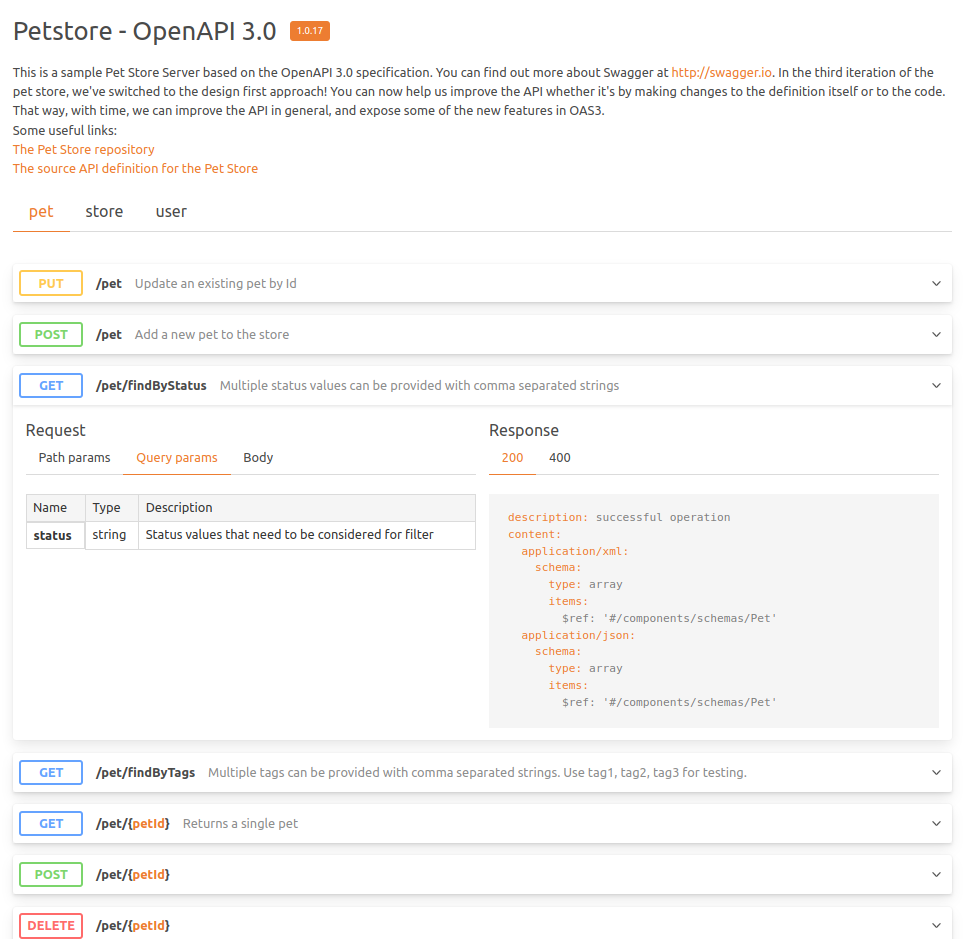 Petstore - OpenAPI 3.0 1.0.17
This is a sample Pet Store Server based on the OpenAPI 3.0 specification. You can find out more about Swagger at http://swagger.io. In the third iteration of the
pet store, we've switched to the design first approach! You can now help us improve the API whether it's by making changes to the definition itself or to the code.
That way, with time, we can improve the API in general, and expose some of the new features in OAS3.
Some useful links:
The Pet Store repository
The source API definition for the Pet Store
pet store user
PUT /pet Update an existing pet by Id
POST /pet Add a new pet to the store
GET /pet/findByStatus Multiple status values can be provided with comma separated strings
Request
Path params Query params Body
Name Type Description
status string Status values that need to be considered for filter
Response
200 400
description: successful operation
content:
  application/xml:
    schema:
      type: array
      items:
        $ref: '#/components/schemas/Pet'
  application/json:
    schema:
      type: array
      items:
        $ref: '#/components/schemas/Pet'
GET /pet/findByTags Multiple tags can be provided with comma separated strings. Use tag1, tag2, tag3 for testing.
GET /pet/{petId} Returns a single pet
POST /pet/{petId}
DELETE /pet/{petId}